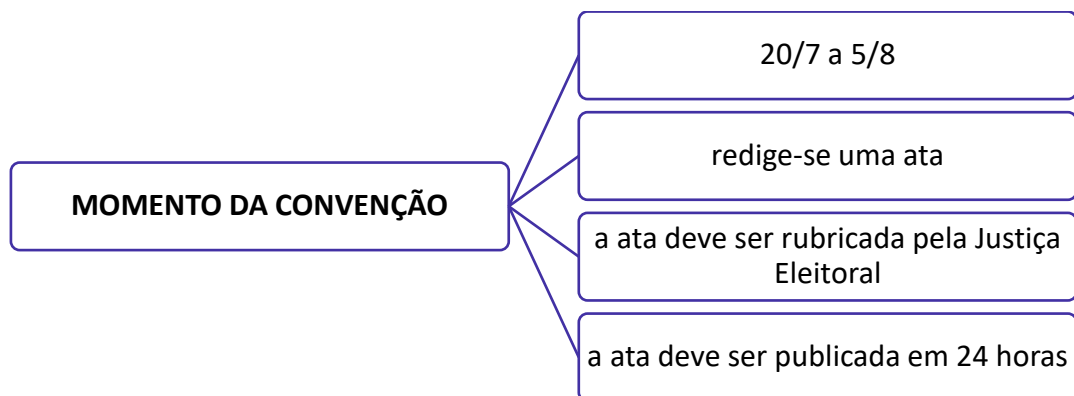 MOMENTO DA CONVENÇÃO
20/7 a 5/8
redige-se uma ata
a ata deve ser rubricada pela Justiça
Eleitoral
a ata deve ser publicada em 24 horas